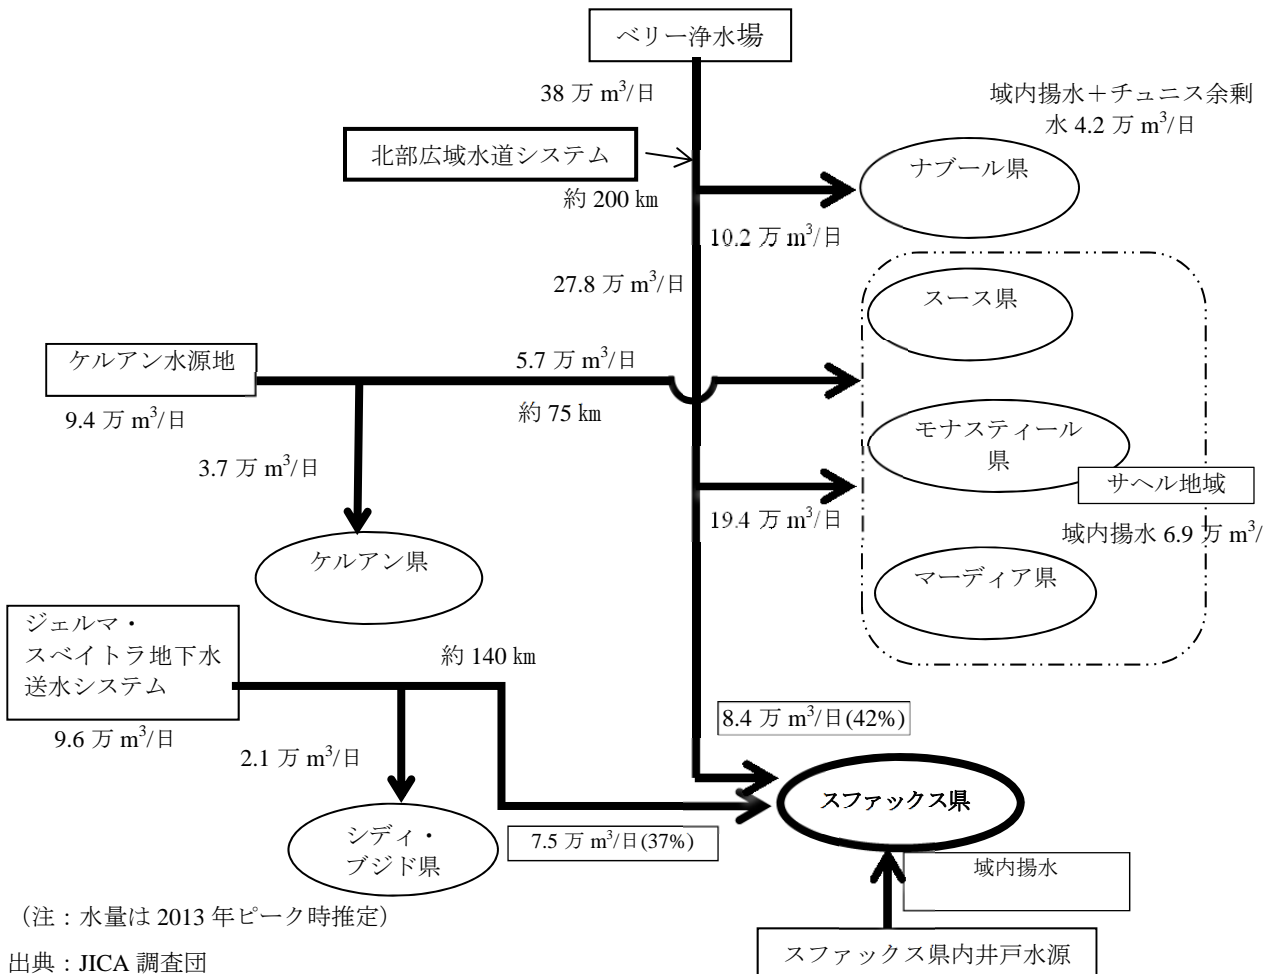 ベリー浄水場
38 万 m³/日
域内揚水＋チュニス余剰
水 4.2 万 m³/日
北部広域水道システム
ナブール県
約 200 ㎞
10.2 万 m³/日
27.8 万 m³/日
スース県
ケルアン水源地
5.7 万 m³/日
9.4 万 m³/日
約 75 ㎞
モナスティール
県
3.7 万 m³/日
サヘル地域
19.4 万 m³/日
域内揚水 6.9 万 m³/
ケルアン県
マーディア県
ジェルマ・
スベイトラ地下水
送水システム
約 140 ㎞
9.6 万 m³/日
2.1 万 m³/日
8.4 万 m³/日(42%)
スファックス県
シディ・
ブジド県
7.5 万 m³/日(37%)
域内揚水
（注：水量は 2013 年ピーク時推定）
スファックス県内井戸水源
出典：JICA 調査団